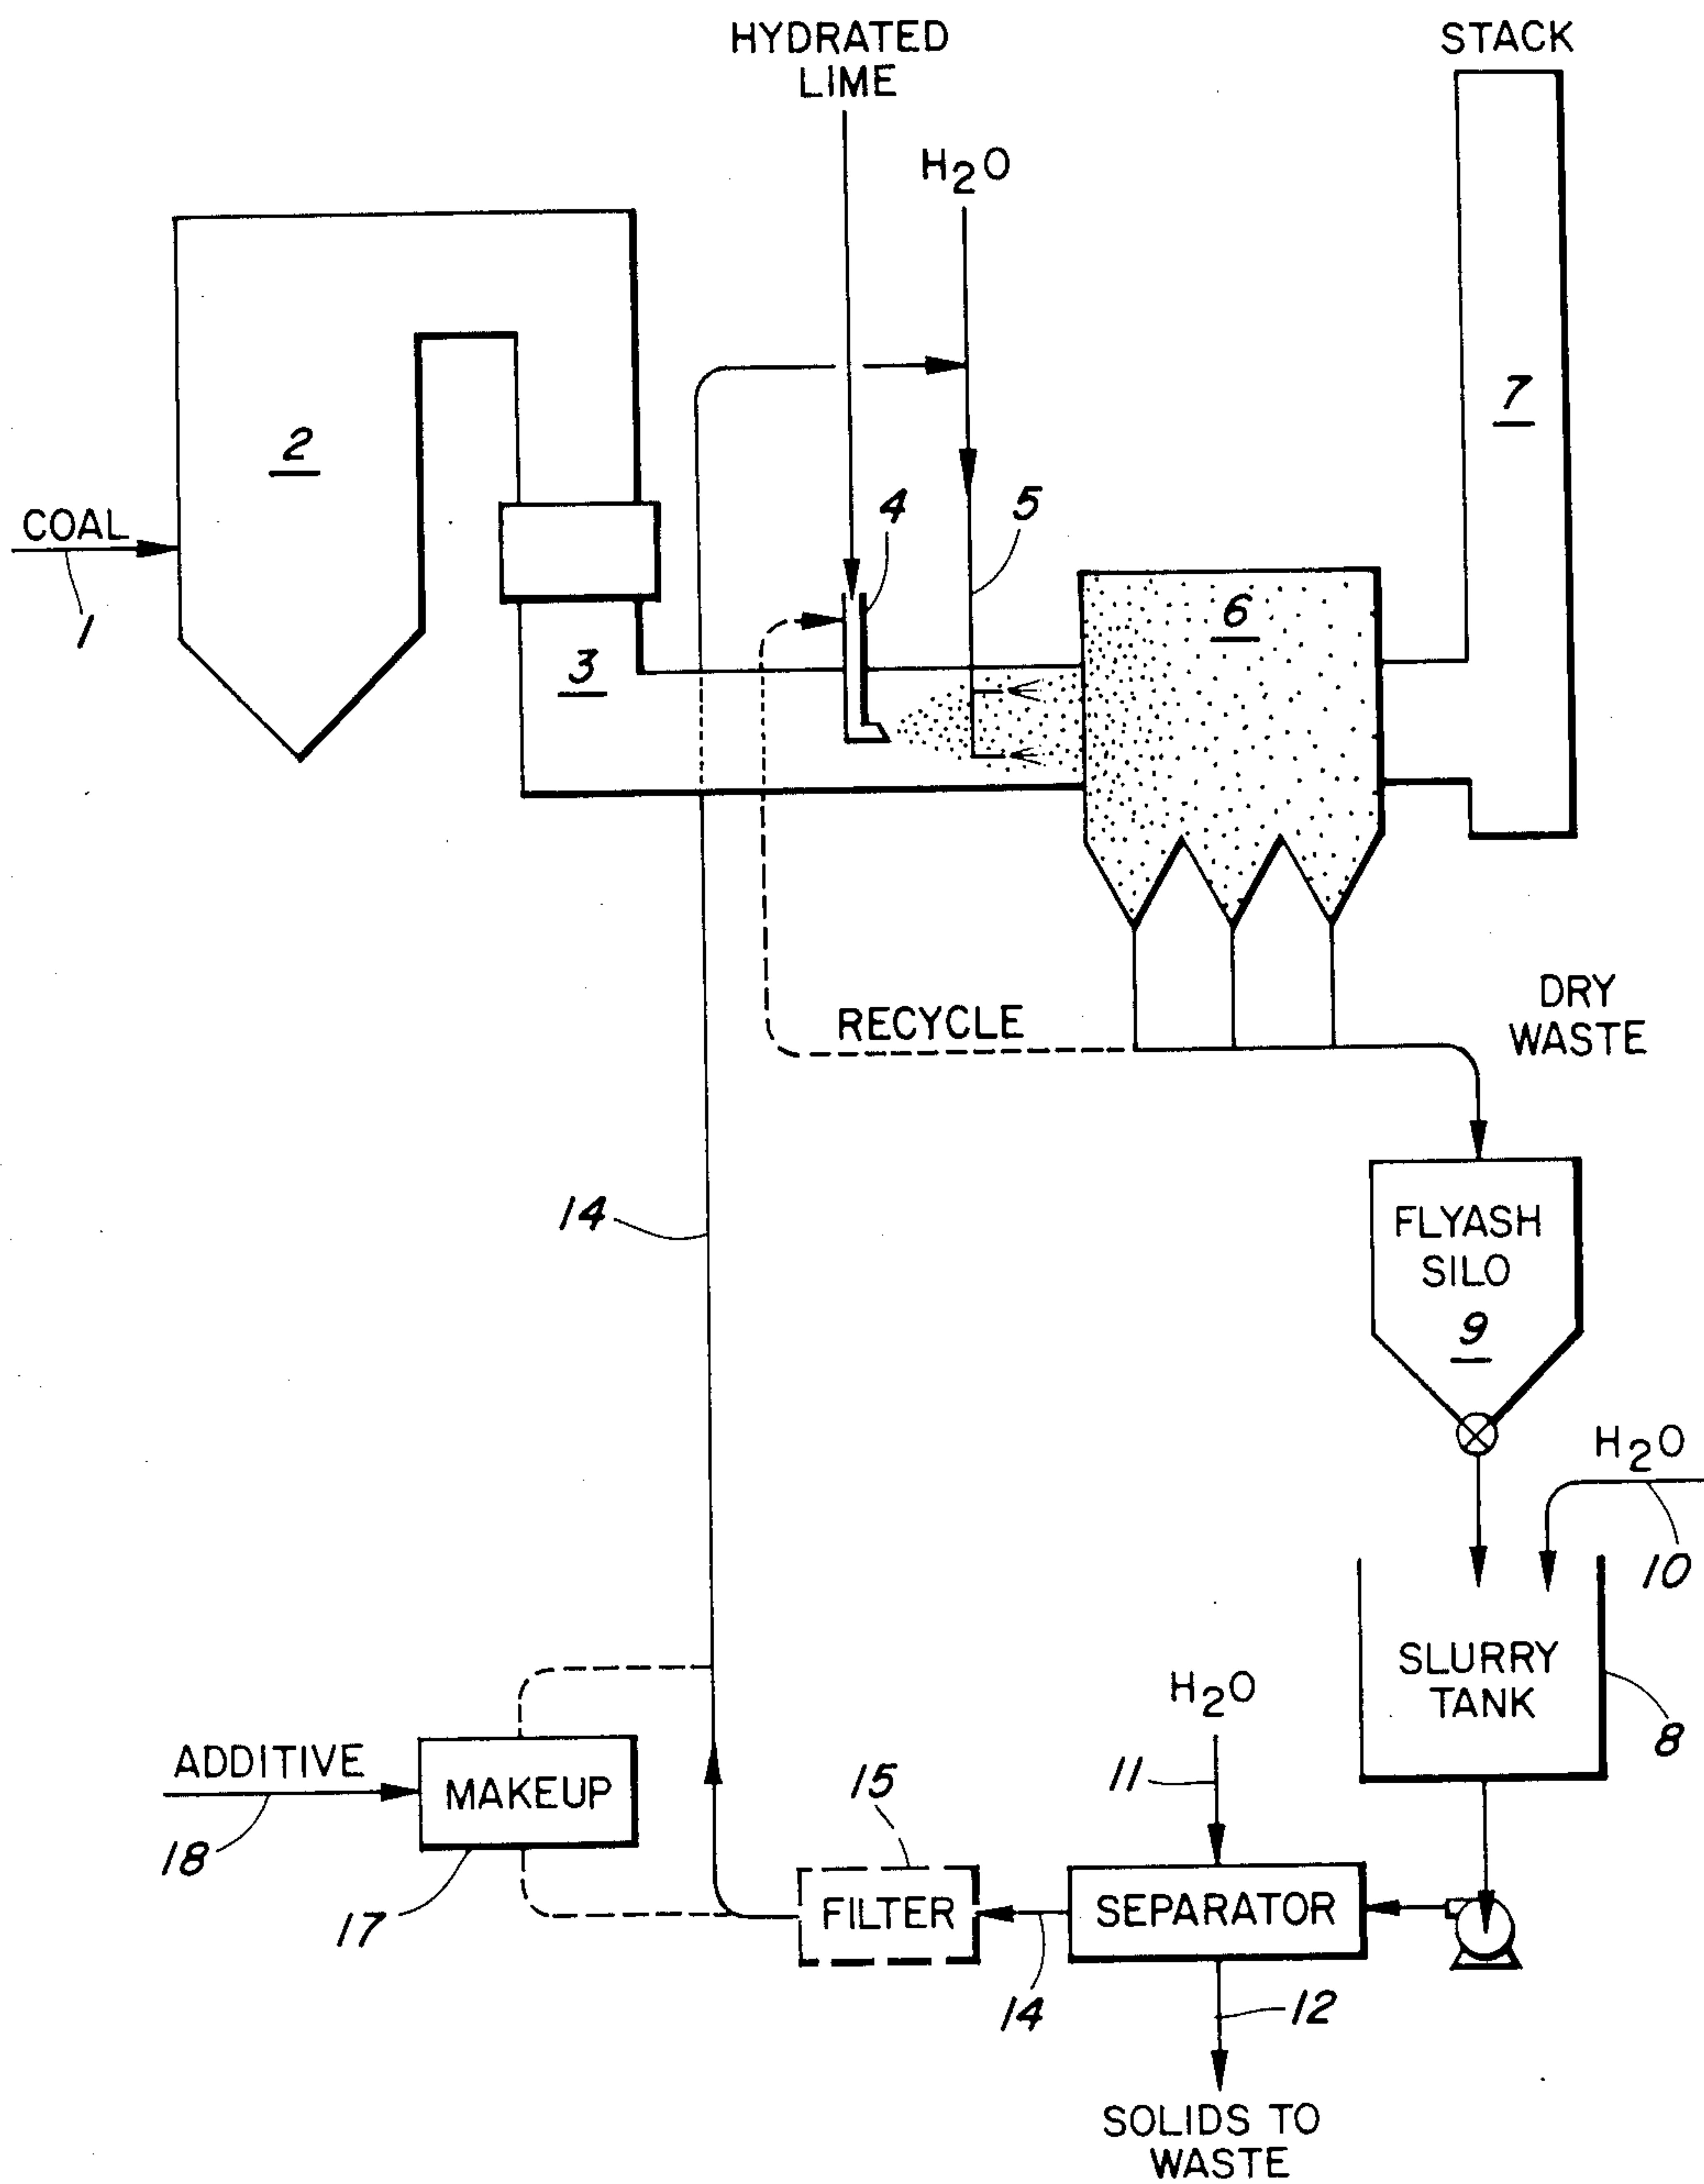 HYDRATED
LIME
STACK
H2O
2
7
4
5
COAL
1
3
6
RECYCLE
DRY
WASTE
14
FLYASH
SILO
9
H2O
10
SLURRY
TANK
8
H2O
11
ADDITIVE
18
MAKEUP
17
15
FILTER
SEPARATOR
14
12
SOLIDS TO
WASTE